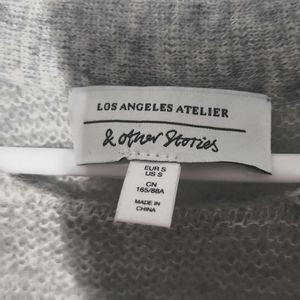 LOS ANGELES ATELIER
& other Stories
EUR S
US S
CN
165/88A
MADE IN
CHINA